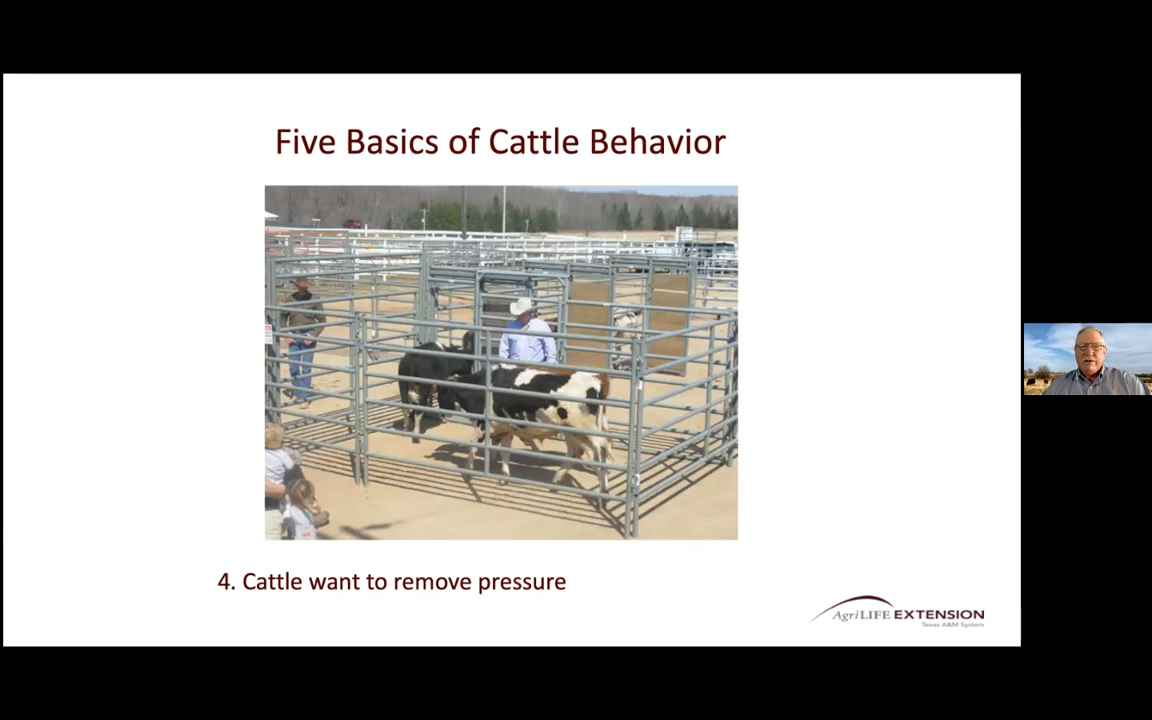 Five Basics of Cattle Behavior
4. Cattle want to remove pressure
AgriLIFE EXTENSION
Texas A&M System